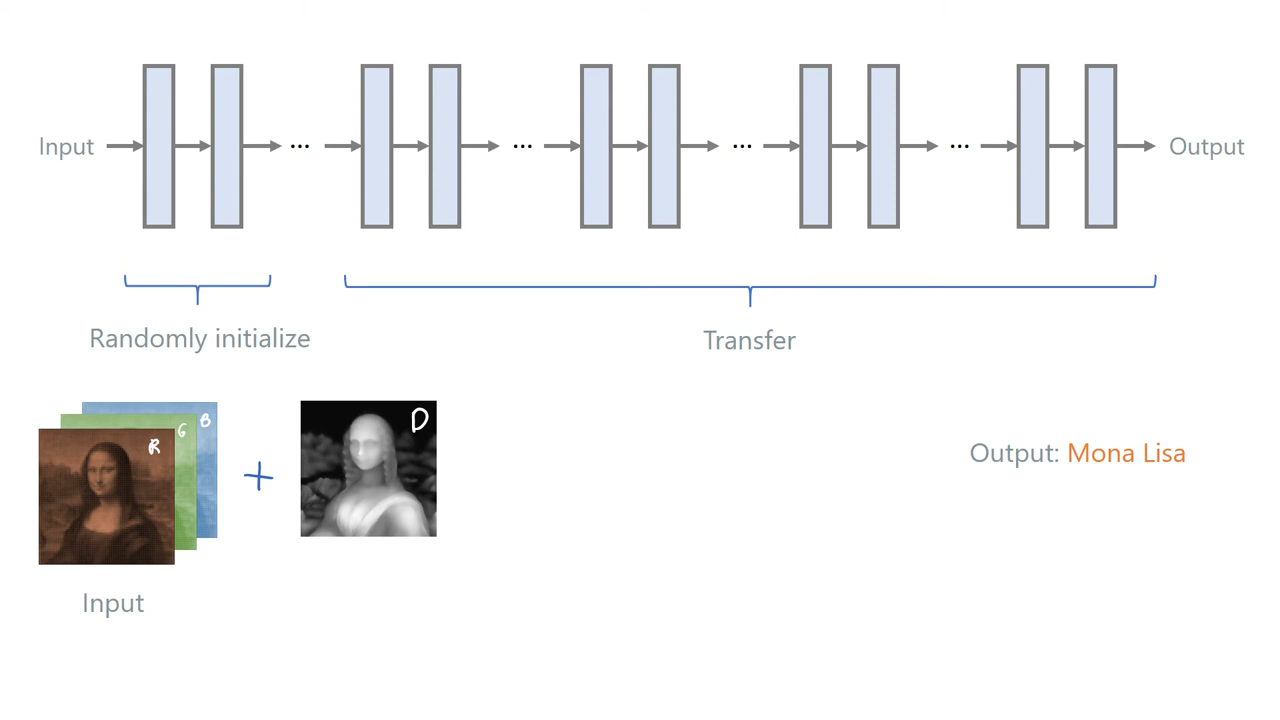 Input
...
...
...
...
Output
Randomly initialize
Transfer
R
G
B
+
D
Input
Output: Mona Lisa